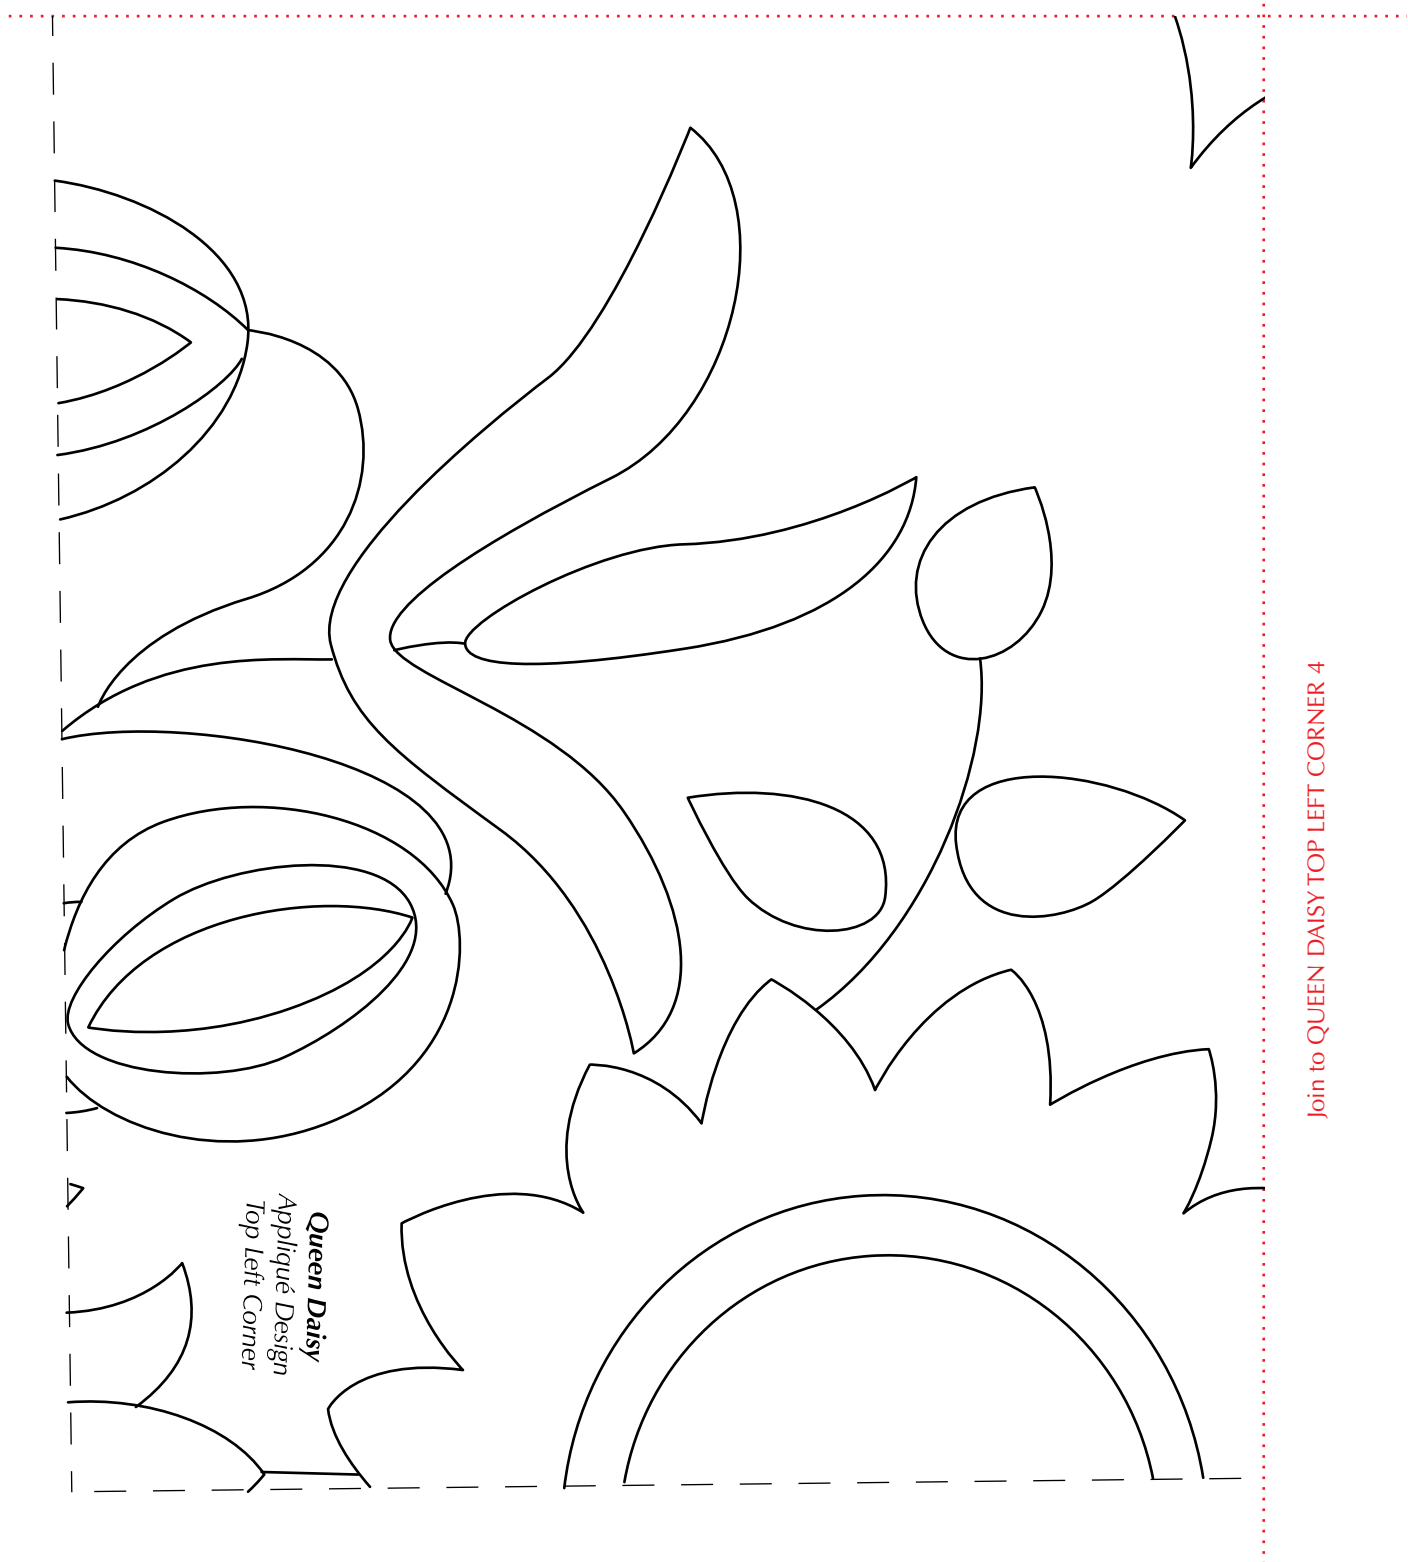 Queen Daisy
Appliqué Design
Top Left Corner
Join to QUEEN DAISY TOP LEFT CORNER 4